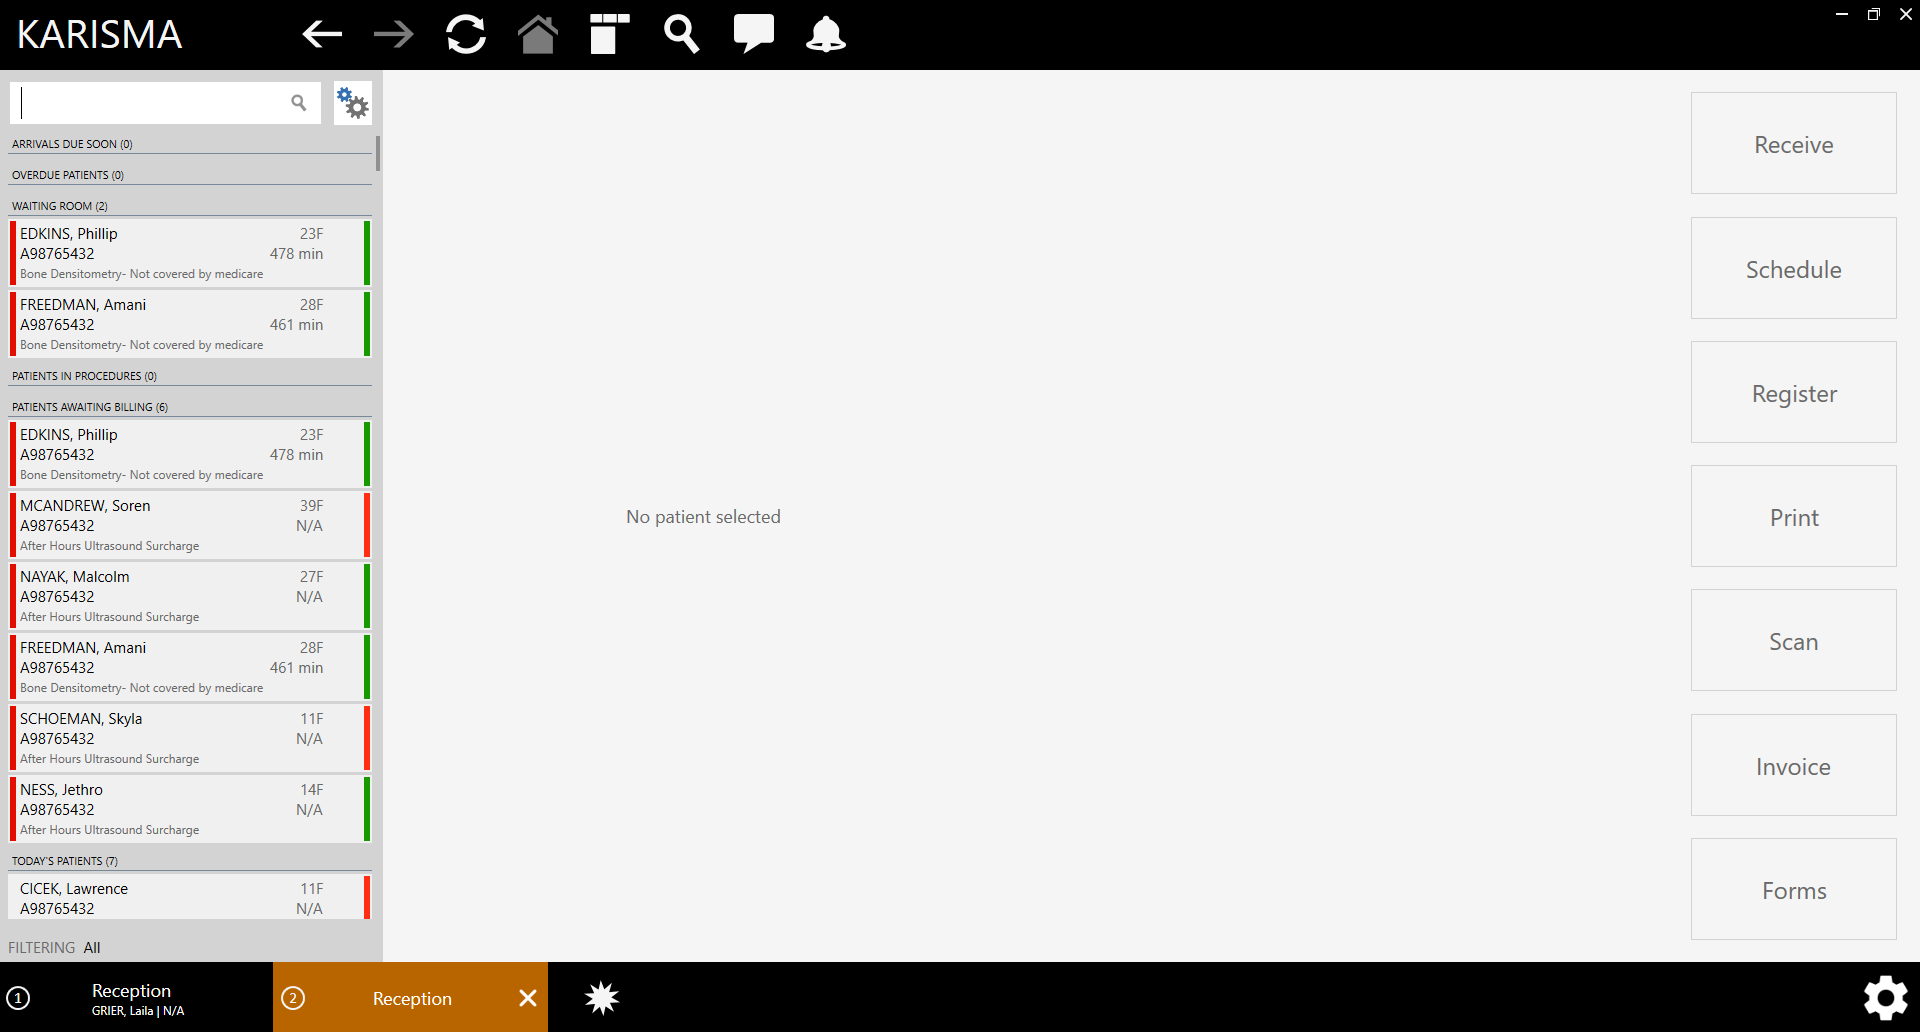 KARISMA
ARRIVALS DUE SOON (0)
OVERDUE PATIENTS (0)
WAITING ROOM (2)
EDKINS, Phillip 23F
A98765432 478 min
Bone Densitometry- Not covered by medicare
FREEDMAN, Amani 28F
A98765432 461 min
Bone Densitometry- Not covered by medicare
PATIENTS IN PROCEDURES (0)
PATIENTS AWAITING BILLING (6)
EDKINS, Phillip 23F
A98765432 478 min
Bone Densitometry- Not covered by medicare
MCANDREW, Soren 39F
A98765432 N/A
After Hours Ultrasound Surcharge
NAYAK, Malcolm 27F
A98765432 N/A
After Hours Ultrasound Surcharge
FREEDMAN, Amani 28F
A98765432 461 min
Bone Densitometry- Not covered by medicare
SCHOEMAN, Skyla 11F
A98765432 N/A
After Hours Ultrasound Surcharge
NESS, Jethro 14F
A98765432 N/A
After Hours Ultrasound Surcharge
TODAY'S PATIENTS (7)
CICEK, Lawrence 11F
A98765432 N/A
FILTERING All
No patient selected
Receive
Schedule
Register
Print
Scan
Invoice
Forms
1 Reception
GRIER, Laila | N/A
2 Reception